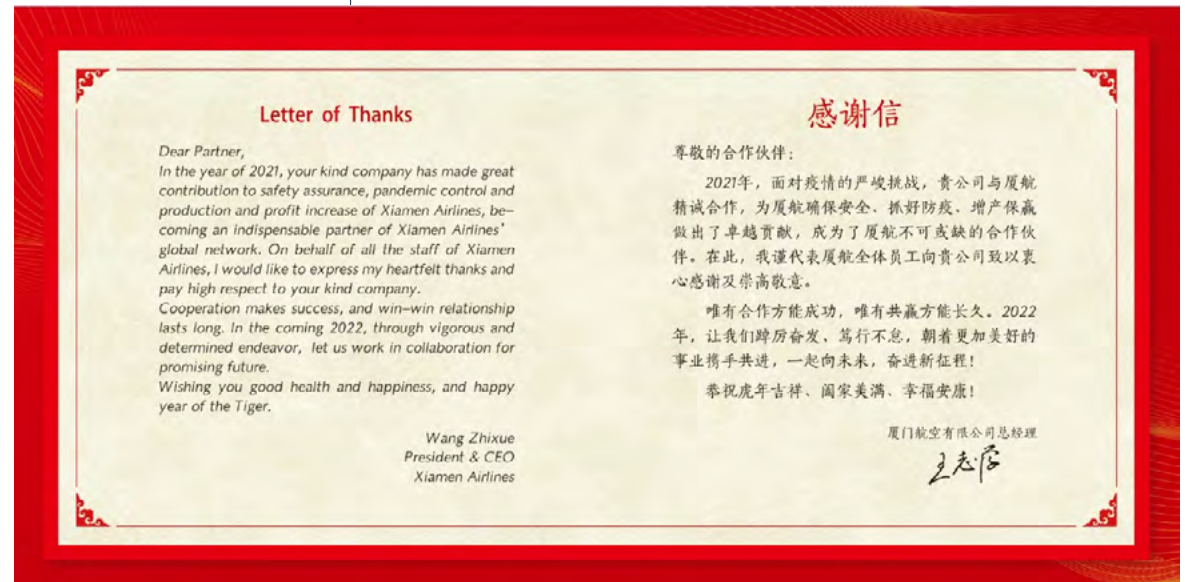 Letter of Thanks
Dear Partner,
In the year of 2021, your kind company has made great
contribution to safety assurance, pandemic control and
production and profit increase of Xiamen Airlines, be-
coming an indispensable partner of Xiamen Airlines'
global network. On behalf of all the staff of Xiamen
Airlines, I would like to express my heartfelt thanks and
pay high respect to your kind company.
Cooperation makes success, and win-win relationship
lasts long. In the coming 2022, through vigorous and
determined endeavor, let us work in collaboration for
promising future.
Wishing you good health and happiness, and happy
year of the Tiger.
Wang Zhixue
President & CEO
Xiamen Airlines
感谢信
尊敬的合作伙伴:
2021年，面对疫情的严峻挑战，贵公司与厦航
精诚合作，为厦航确保安全、抓好防疫、增产保赢
做出了卓越贡献，成为了厦航不可或缺的合作伙
伴。在此，我谨代表厦航全体员工向贵公司致以衷
心感谢及崇高敬意。
唯有合作方能成功，唯有共赢方能长久。2022
年，让我们踔厉奋发、笃行不怠，朝着更加美好的
事业携手共进，一起向未来，奋进新征程!
恭祝虎年吉祥、阖家美满、幸福安康!
厦门航空有限公司总经理
王志学